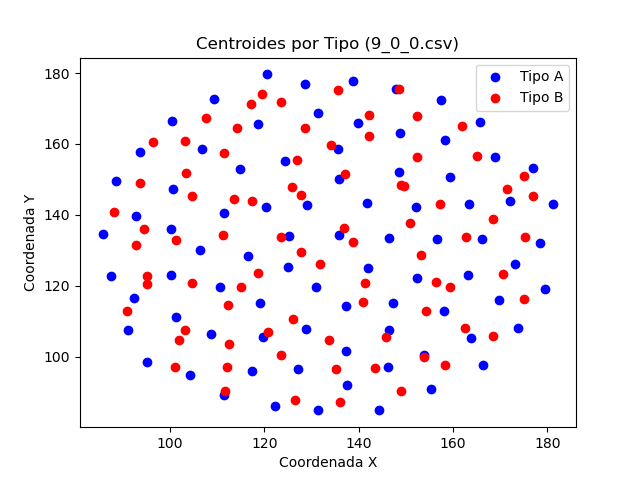 Centroides por Tipo (9_0_0.csv)
Tipo A
Tipo B
Coordenada Y
180
160
140
120
100
100 120 140 160 180
Coordenada X